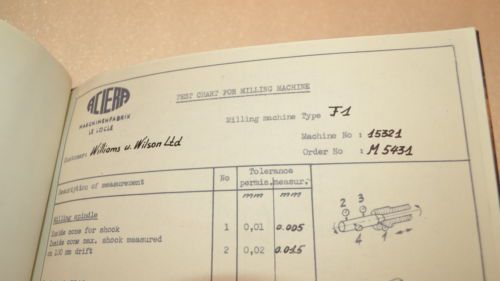 ACIERA
MASCHINENFABRIK
LE LOCLE
TEST CHART FOR MILLING MACHINE
Milling machine Type F1
Machine No : 15321
Order No : M 5431
Customer: Williams u. Wilson Ltd
Description of measurement No Tolerance
permis. measur.
mm mm
Milling spindle
Inside cone for shock 1 0,01 0.005
Inside cone max. shock measured 2 0,02 0.015
on 100 mm drift
2 3
4 1